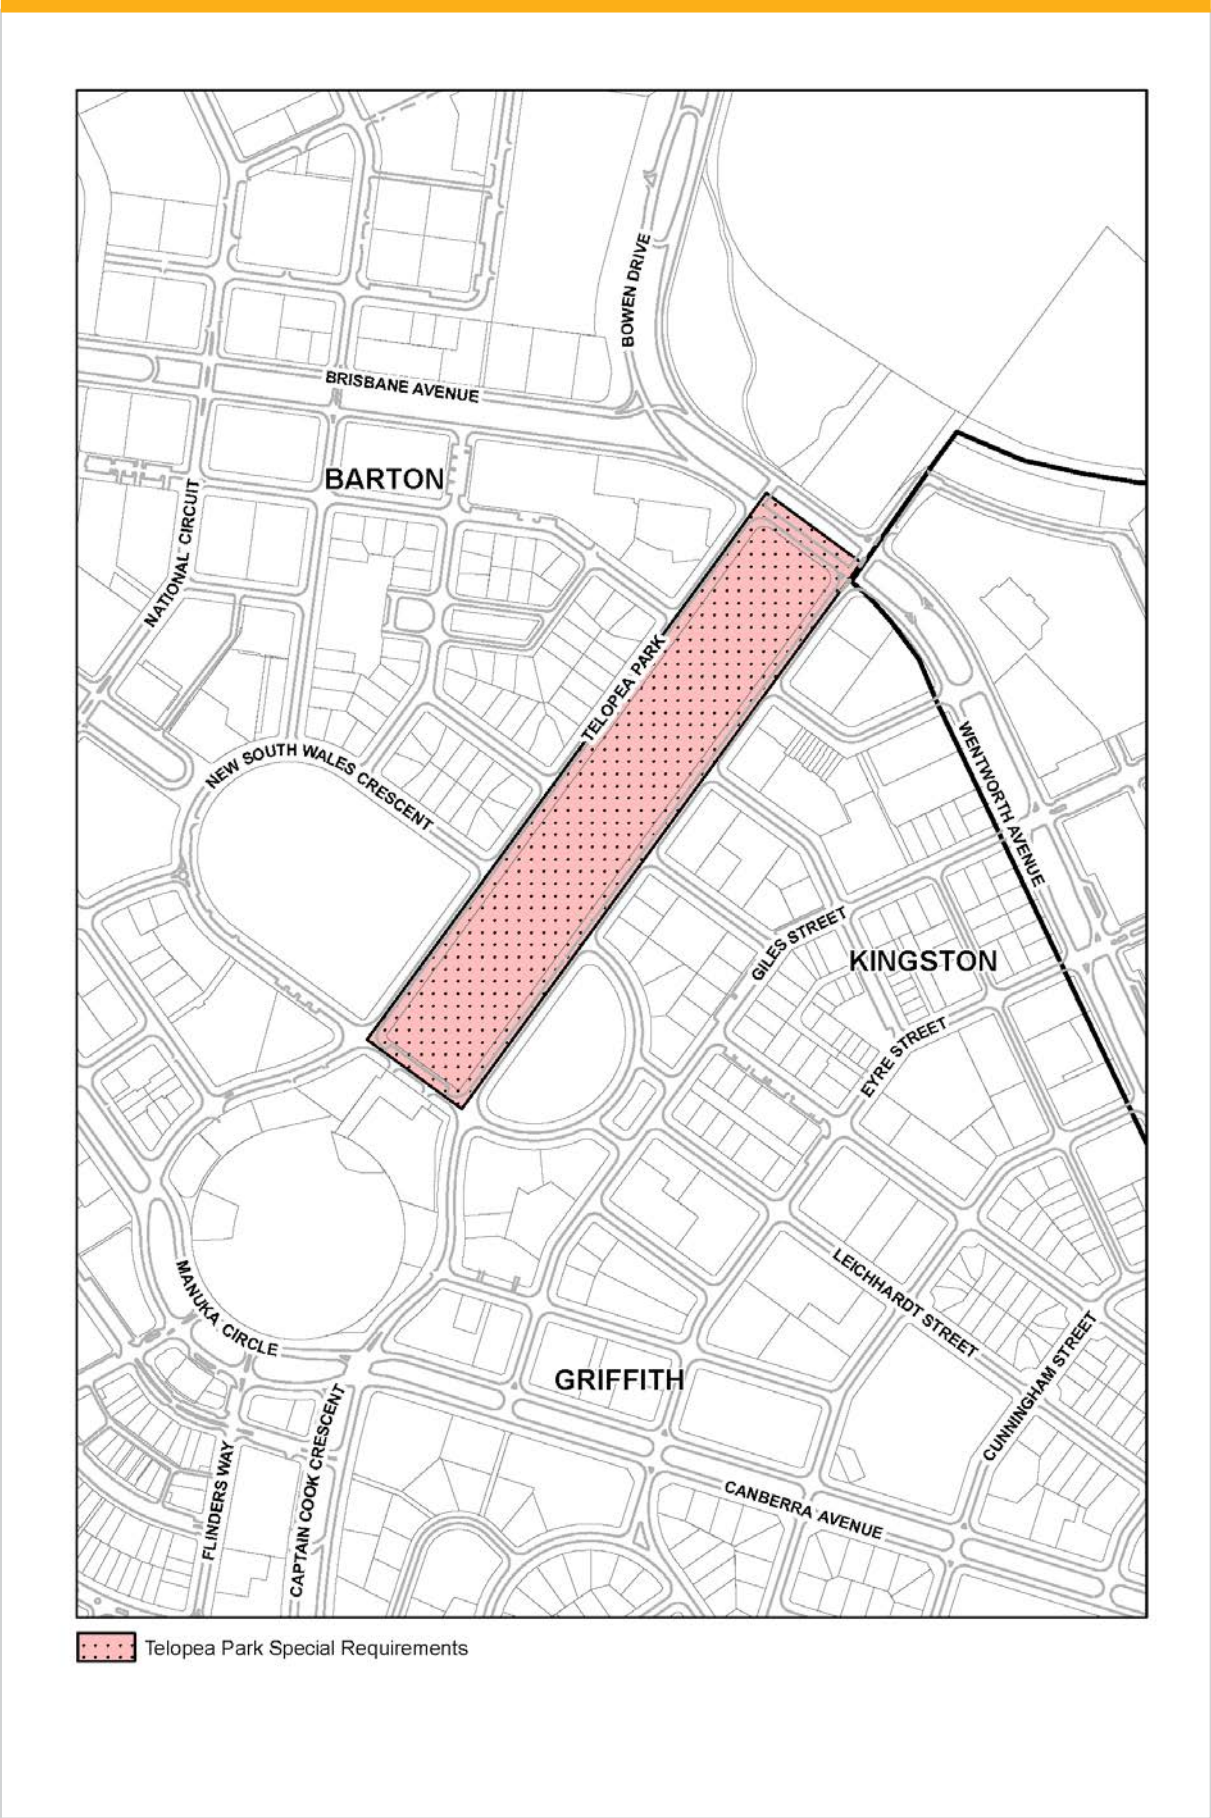 BOWEN DRIVE
BRISBANE AVENUE
BARTON
NATIONAL CIRCUIT
TELOPEA PARK
NEW SOUTH WALES CRESCENT
WENTWORTH AVENUE
GILES STREET
KINGSTON
EYRE STREET
LEICHHARDT STREET
MANUKA CIRCLE
CUNNINGHAM STREET
GRIFFITH
FLINDERS WAY
CAPTAIN COOK CRESCENT
CANBERRA AVENUE
Telopea Park Special Requirements